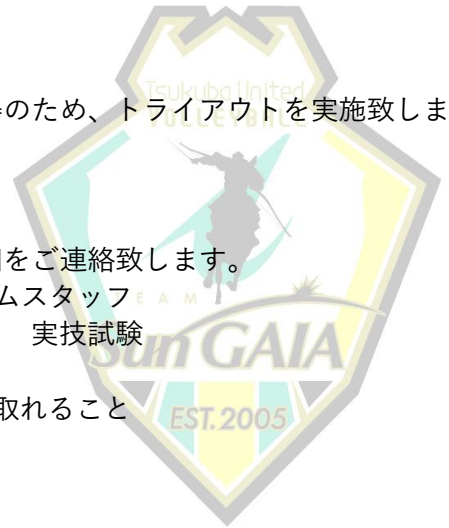 Tsukuba United
VOLLEYBALL
のため、トライアウトを実施致しま
をご連絡致します。
ムスタッフ
TEAM
実技試験
Sun GAIA
取れること
EST.2005